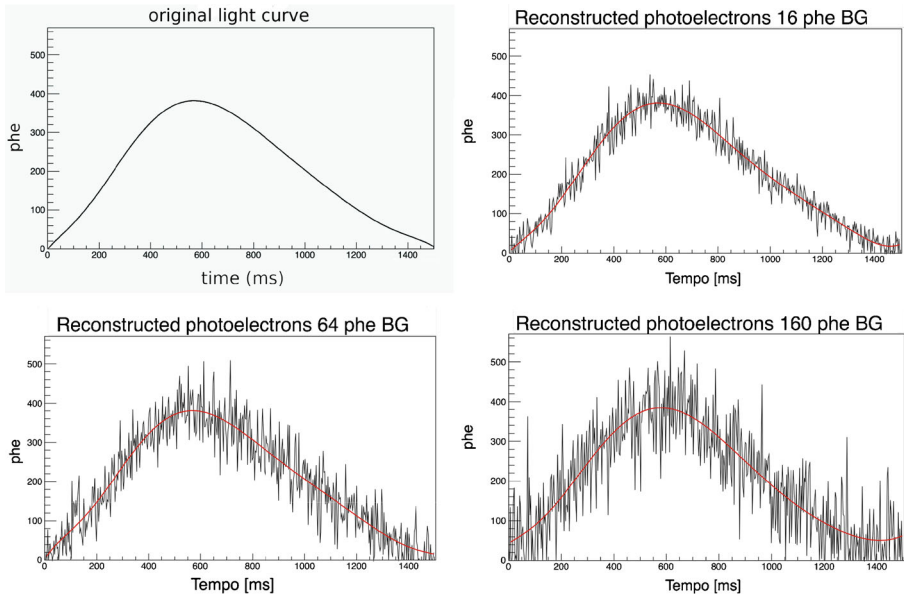 original light curve
phe
500
400
300
200
100
0
0 200 400 600 800 1000 1200 1400
time (ms)
Reconstructed photoelectrons 16 phe BG
phe
500
400
300
200
100
0
0 200 400 600 800 1000 1200 1400
Tempo [ms]
Reconstructed photoelectrons 64 phe BG
phe
500
400
300
200
100
0
0 200 400 600 800 1000 1200 1400
Tempo [ms]
Reconstructed photoelectrons 160 phe BG
phe
500
400
300
200
100
0
0 200 400 600 800 1000 1200 1400
Tempo [ms]